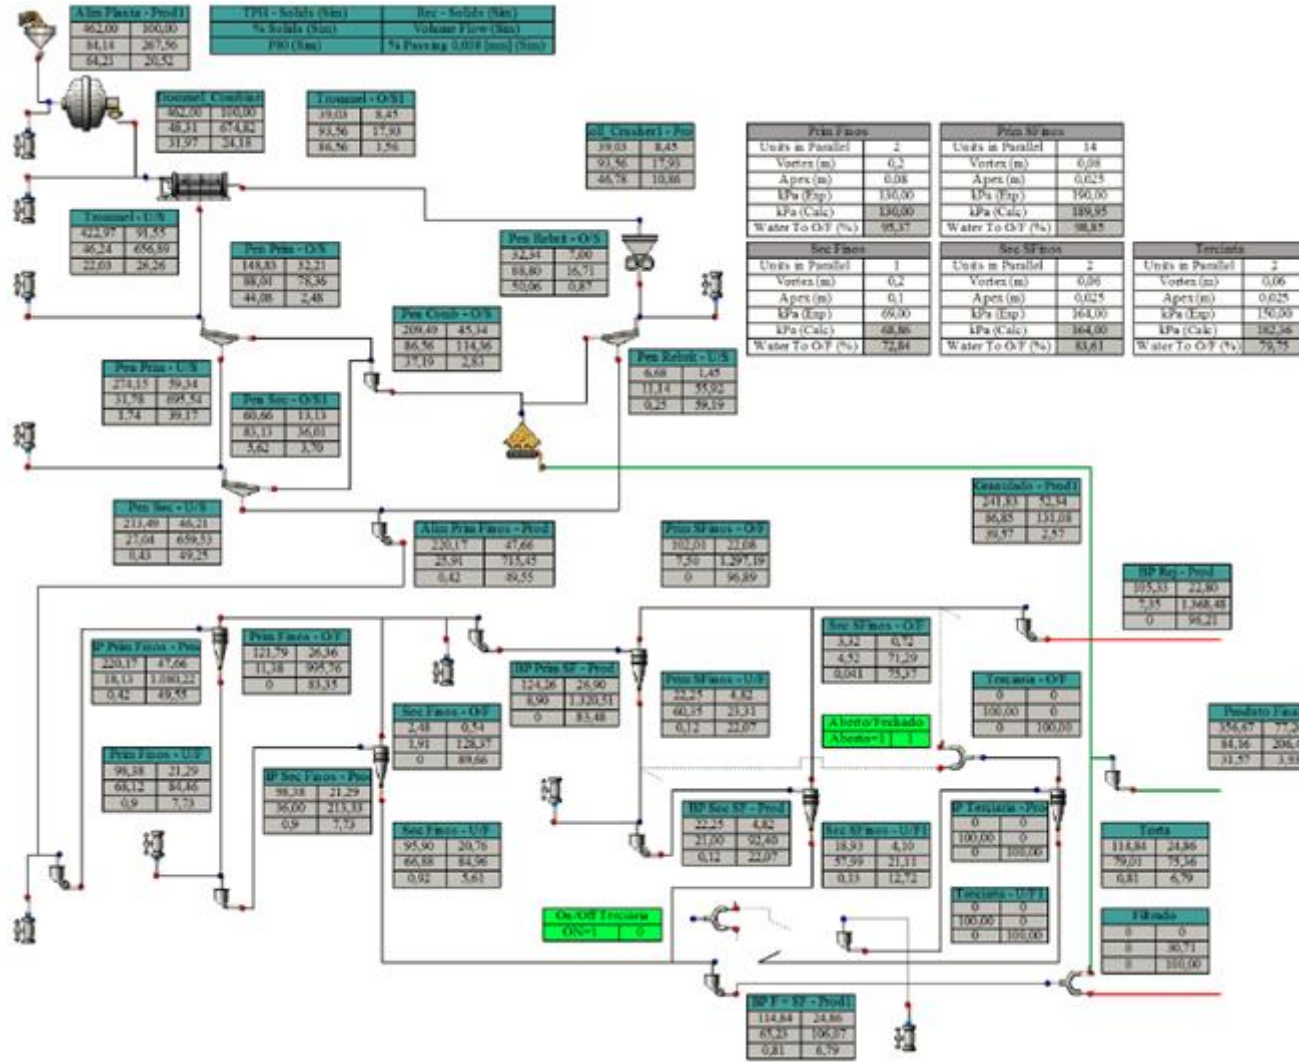 Alim Planta - Prod1
462,00 100,00
84,14 267,56
64,21 20,52
TPH - Solids (Sim) Rec - Solids (Sim)
% Solids (Sim) Volume Flow (Sim)
P80 (Sim) % Passing 0.038 [mm] (Sim)
Trommel_Combine
462,00 100,00
48,31 674,82
31,97 24,18
Trommel - O/S1
39,03 8,45
93,56 17,93
86,56 1,56
oll_Crusher1 - Pro
39,03 8,45
93,56 17,93
46,78 10,86
Prim Finos
Units in Parallel 2
Vortex (m) 0,2
Apex (m) 0,08
kPa (Exp) 130,00
kPa (Calc) 130,00
Water To O/F (%) 95,37
Prim SFinos
Units in Parallel 14
Vortex (m) 0,08
Apex (m) 0,025
kPa (Exp) 190,00
kPa (Calc) 189,95
Water To O/F (%) 98,85
Sec Finos
Units in Parallel 1
Vortex (m) 0,2
Apex (m) 0,1
kPa (Exp) 69,00
kPa (Calc) 68,86
Water To O/F (%) 72,84
Sec SFinos
Units in Parallel 2
Vortex (m) 0,06
Apex (m) 0,025
kPa (Exp) 164,00
kPa (Calc) 164,00
Water To O/F (%) 83,61
Terciaria
Units in Parallel 2
Vortex (m) 0,06
Apex (m) 0,025
kPa (Exp) 150,00
kPa (Calc) 182,36
Water To O/F (%) 79,75
Trommel - U/S
422,97 91,55
46,24 656,89
22,03 26,26
Pen Prim - O/S
148,83 32,21
88,01 78,36
44,08 2,48
Pen Rebrit - O/S
32,34 7,00
88,80 16,71
50,06 0,87
Pen Comb - O/S
209,49 45,34
86,56 114,36
37,19 2,83
Pen Rebrit - U/S
6,68 1,45
11,14 55,92
0,25 59,19
Pen Prim - U/S
274,15 59,34
31,78 695,54
1,74 39,17
Pen Sec - O/S1
60,66 13,13
83,13 36,01
5,62 3,70
Pen Sec - U/S
213,49 46,21
27,04 659,53
0,43 49,25
Alim Prim Finos - Prod
220,17 47,66
25,91 715,45
0,42 49,55
Prim SFinos - O/F
102,01 22,08
7,50 1.297,19
0 96,89
Granulado - Prod1
241,83 52,34
86,85 131,08
39,57 2,57
BP Rej - Prod
105,33 22,80
7,35 1.368,48
0 96,21
P Prim Finos - Pro
220,17 47,66
18,13 1.080,22
0,42 49,55
Prim Finos - O/F
121,79 26,36
11,38 995,76
0 83,35
BP Prim SF - Prod
124,26 26,90
8,90 1.320,51
0 83,48
Prim SFinos - U/F
22,25 4,82
60,35 23,31
0,12 22,07
Sec SFinos - O/F
3,32 0,72
4,52 71,29
0,041 75,37
Terciaria - O/F
0 0
100,00 0
0 100,00
Produto Fina
356,67 77,20
84,16
31,57 3,93
Aberto/Fechado
Aberto=1 1
Sec Finos - O/F
2,48 0,54
1,91 128,37
0 89,66
Prim Finos - U/F
98,38 21,29
68,12 84,46
0,9 7,73
P Sec Finos - Pro
98,38 21,29
36,00 213,33
0,9 7,73
Sec Finos - U/F
95,90 20,76
66,88 84,96
0,92 5,61
BP Sec SF - Prod
22,25 4,82
21,00 92,40
0,12 22,07
Sec SFinos - U/F1
18,93 4,10
57,99 21,11
0,13 12,72
P Terciaria - Pro
0 0
100,00 0
0 100,00
Torta
114,84 24,86
79,01 75,36
0,81 6,79
Terciaria - U/F1
0 0
100,00 0
0 100,00
On/Off Terciaria
ON=1 0
Filtrado
0 0
0 30,71
0 100,00
BP F + SF - Prod1
114,84 24,86
65,23 106,07
0,81 6,79